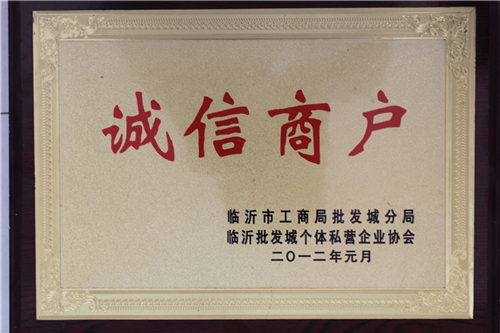 诚信商户
临沂市工商局批发城分局
临沂批发城个体私营企业协会
二〇一二年元月